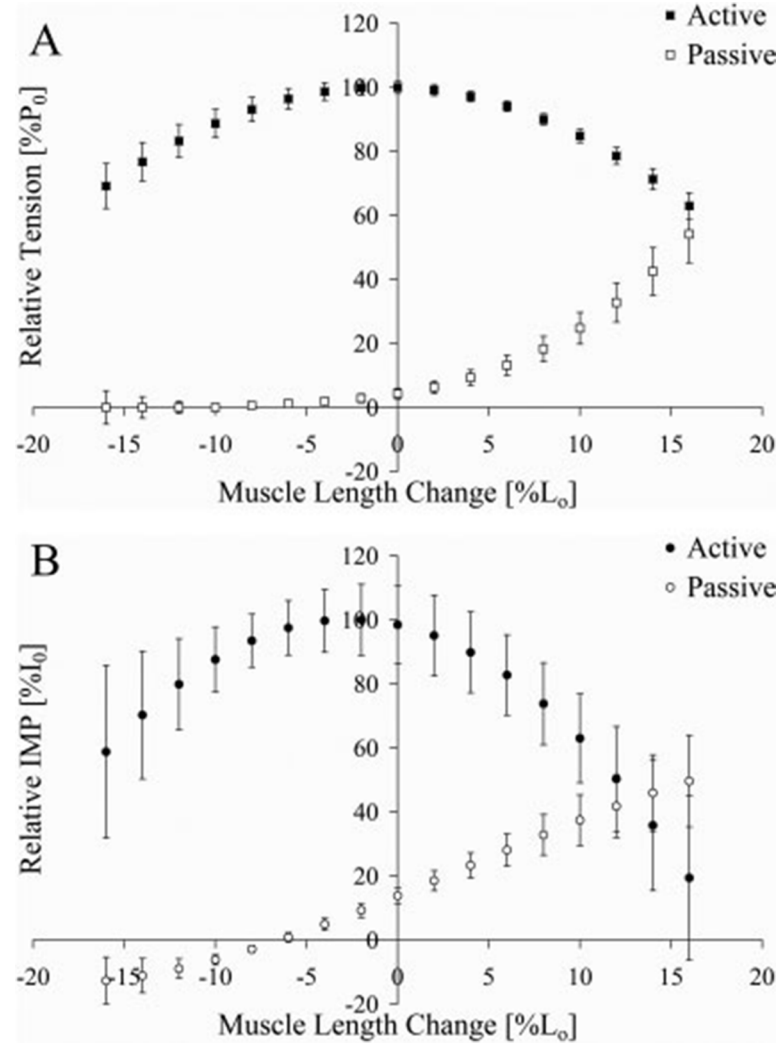 A
120
■ Active
□ Passive
100
80
60
40
20
0
-20 -15 -10 -5 0 5 10 15 20
-20
Relative Tension [%P₀]
Muscle Length Change [%Lₒ]
B
120
● Active
○ Passive
100
80
60
40
20
0
-20 -15 -10 -5 0 5 10 15 20
-20
Relative IMP [%I₀]
Muscle Length Change [%Lₒ]